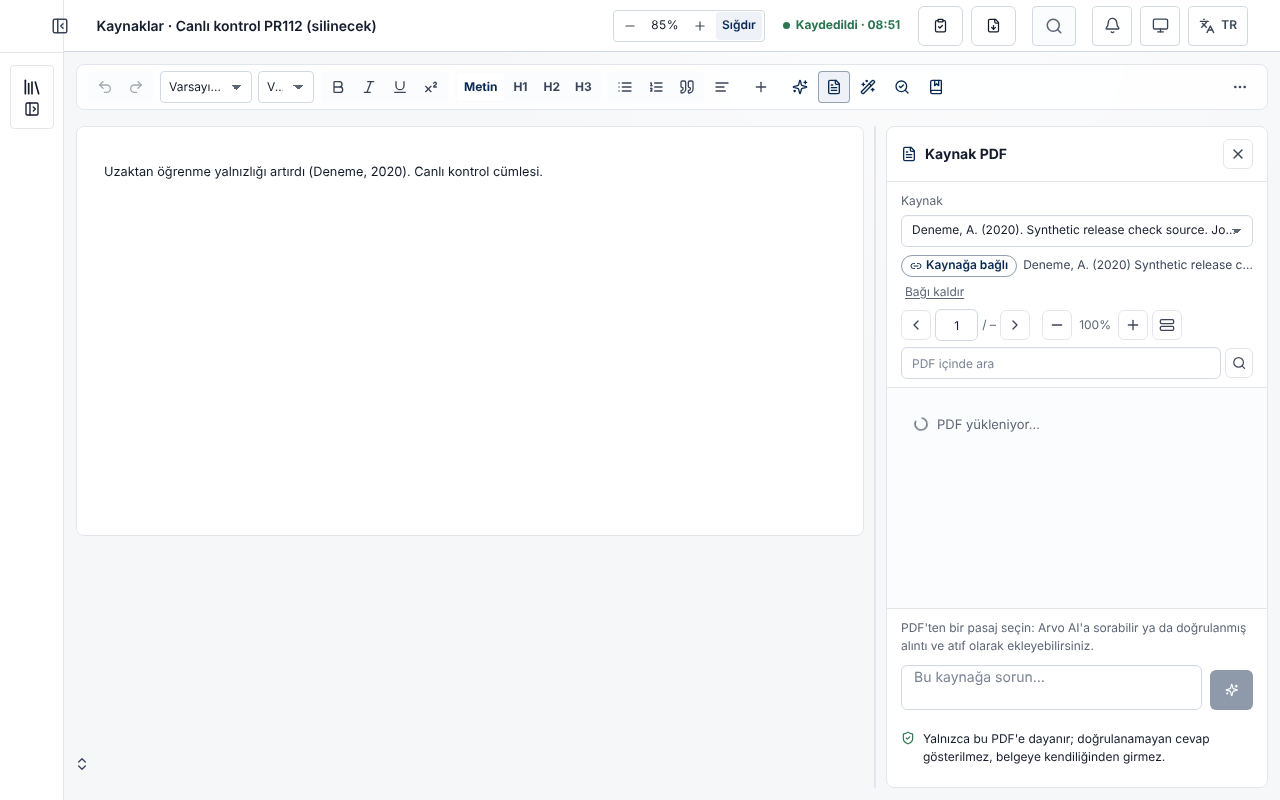 Kaynaklar · Canlı kontrol PR112 (silinecek)
85%
Sığdır
Kaydedildi · 08:51
TR
Varsayı...
V..
B I U x²
Metin H1 H2 H3
Uzaktan öğrenme yalnızlığı artırdı (Deneme, 2020). Canlı kontrol cümlesi.
Kaynak PDF
Kaynak
Deneme, A. (2020). Synthetic release check source. Jo...
Kaynağa bağlı Deneme, A. (2020) Synthetic release c...
Bağı kaldır
1 / – 100%
PDF içinde ara
PDF yükleniyor...
PDF'ten bir pasaj seçin: Arvo AI'a sorabilir ya da doğrulanmış
alıntı ve atıf olarak ekleyebilirsiniz.
Bu kaynağa sorun...
Yalnızca bu PDF'e dayanır; doğrulanamayan cevap
gösterilmez, belgeye kendiliğinden girmez.